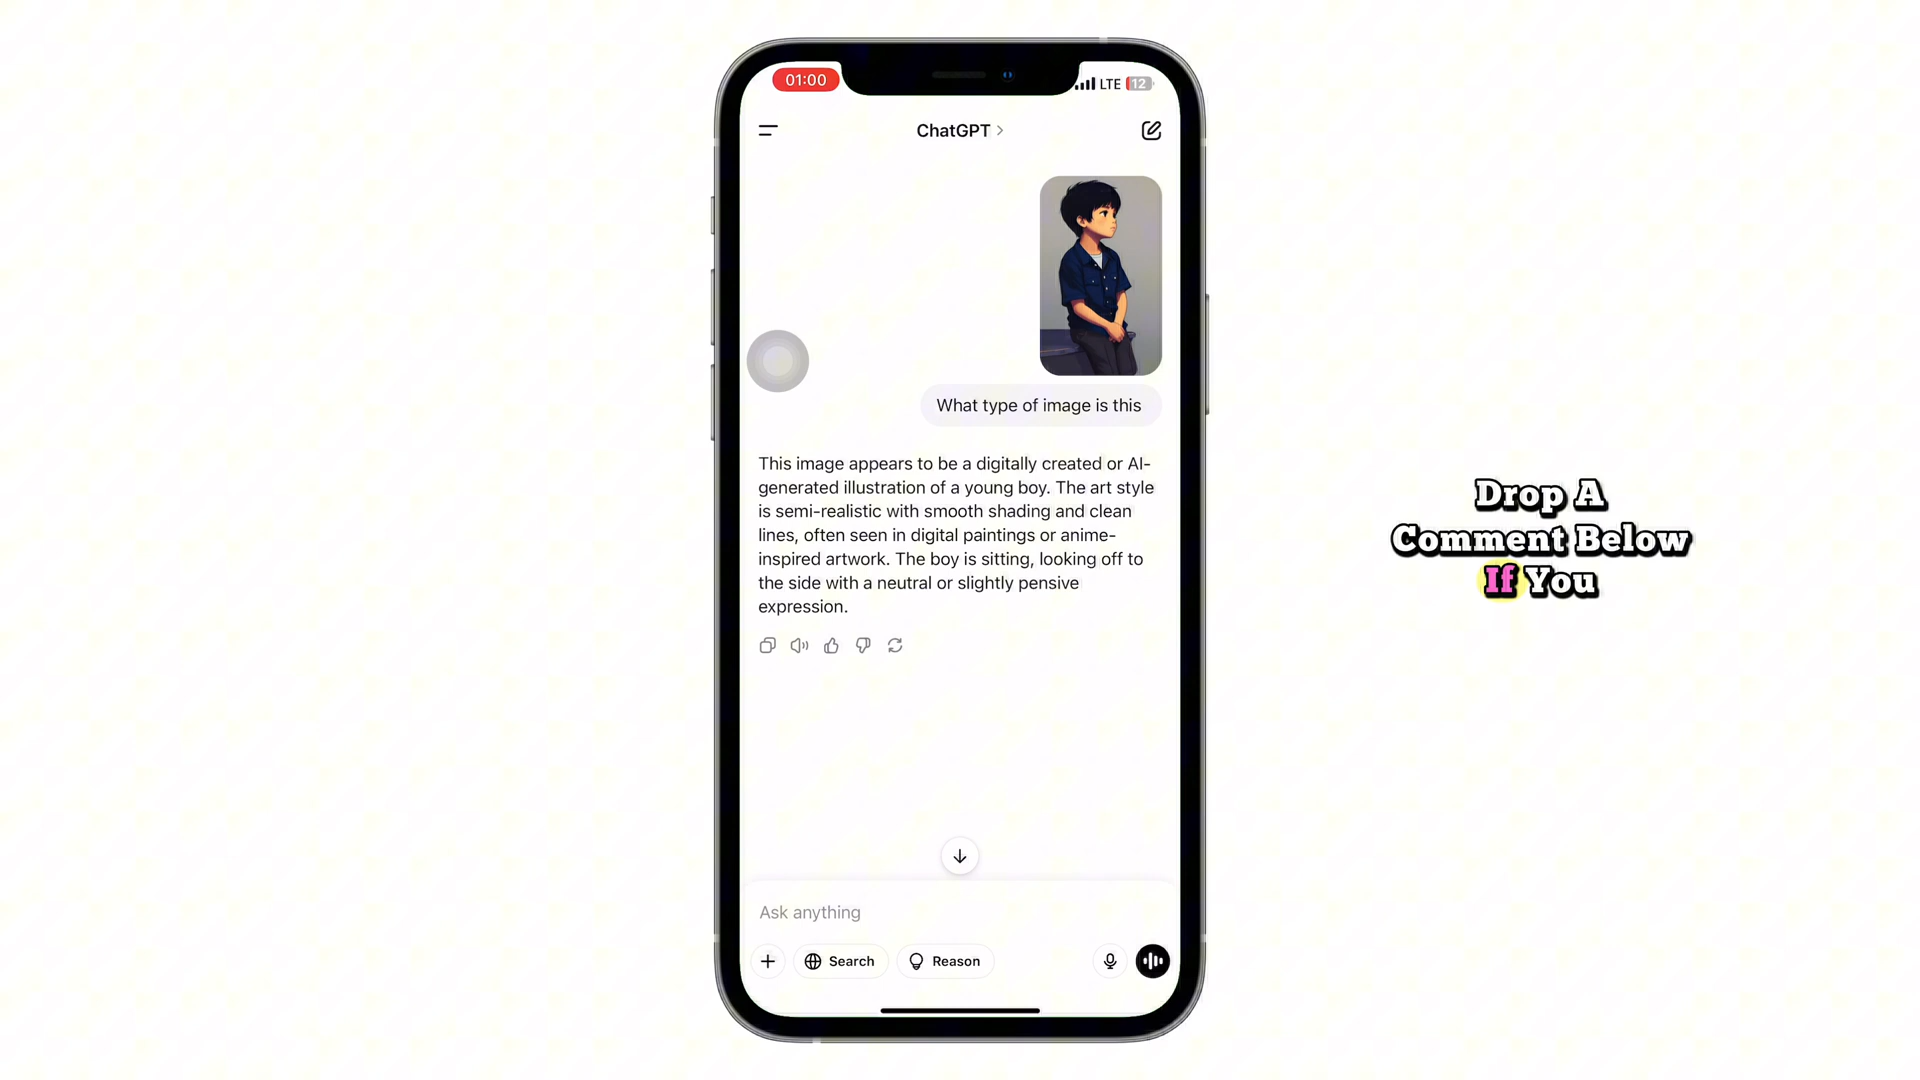 01:00
LTE 12
ChatGPT
What type of image is this
This image appears to be a digitally created or AI-
generated illustration of a young boy. The art style
is semi-realistic with smooth shading and clean
lines, often seen in digital paintings or anime-
inspired artwork. The boy is sitting, looking off to
the side with a neutral or slightly pensive
expression.
Ask anything
Search
Reason
Drop A
Comment Below
If You